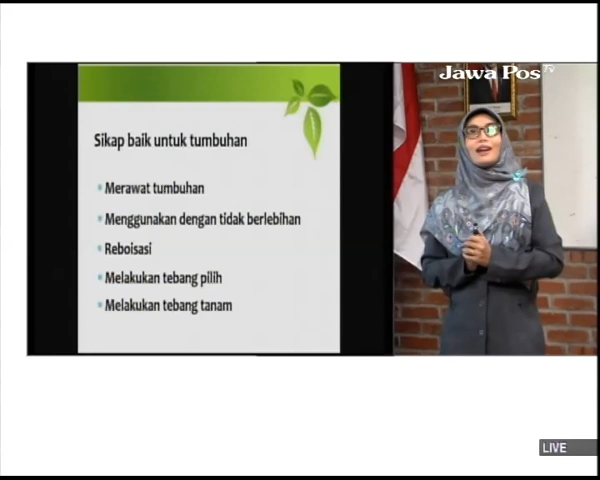 Jawa Pos TV
Sikap baik untuk tumbuhan
Merawat tumbuhan
Menggunakan dengan tidak berlebihan
Reboisasi
Melakukan tebang pilih
Melakukan tebang tanam
LIVE